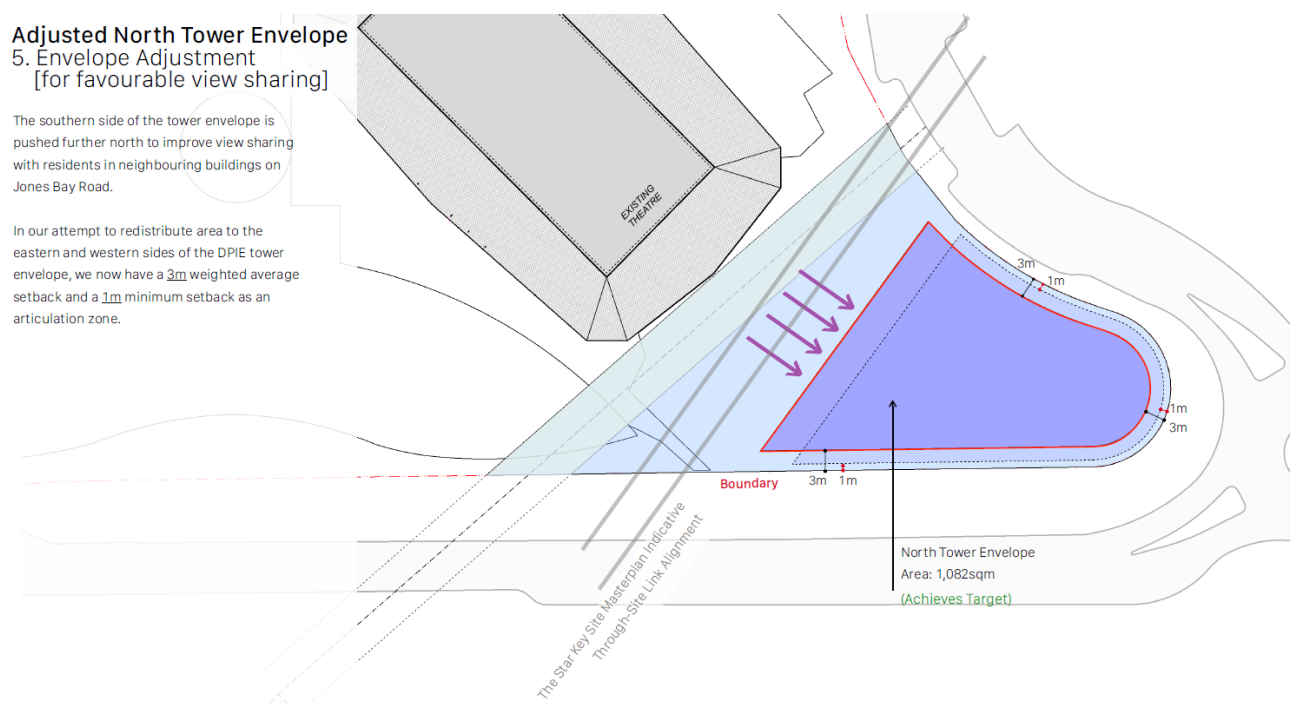 Adjusted North Tower Envelope
5. Envelope Adjustment
[for favourable view sharing]
The southern side of the tower envelope is
pushed further north to improve view sharing
with residents in neighbouring buildings on
Jones Bay Road.
In our attempt to redistribute area to the
eastern and western sides of the DPIE tower
envelope, we now have a 3m weighted average
setback and a 1m minimum setback as an
articulation zone.
EXISTING
THEATRE
3m
1m
1m
3m
Boundary
3m
1m
The Star Key Site Masterplan Indicative
Through-Site Link Alignment
North Tower Envelope
Area: 1,082sqm
(Achieves Target)